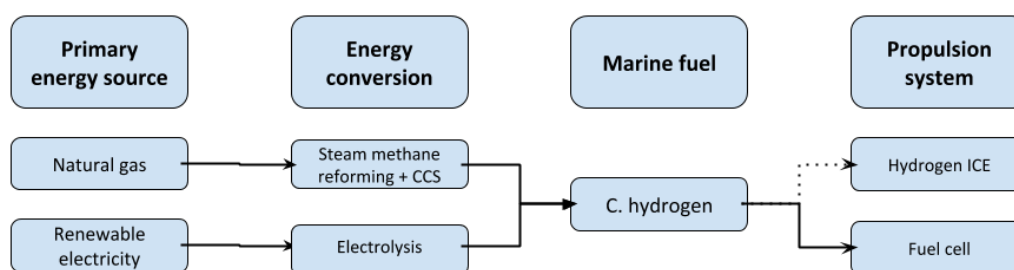 Primary
energy source
Energy
conversion
Marine fuel
Propulsion
system
Natural gas
Steam methane
reforming + CCS
C. hydrogen
Hydrogen ICE
Renewable
electricity
Electrolysis
Fuel cell